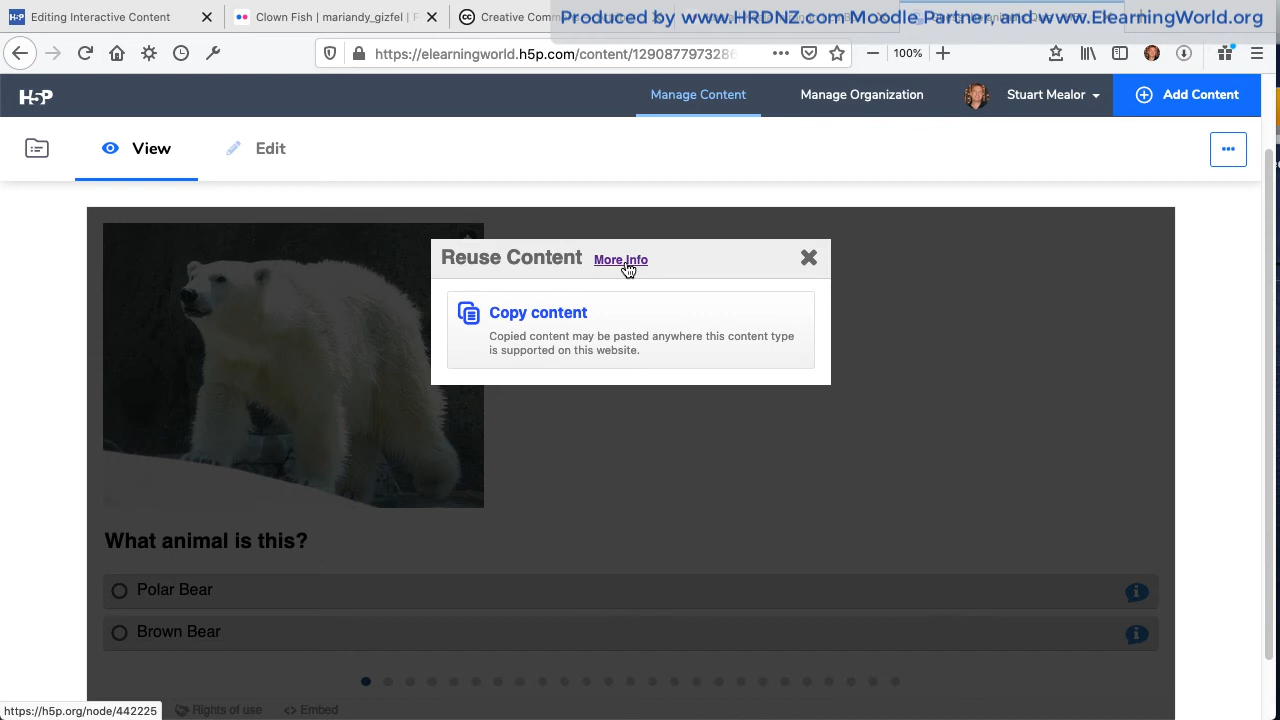 Editing Interactive Content
Clown Fish | mariandy_gizfel | F
Creative Comm
Produced by www.HRDNZ.com Moodle Partner, and www.ElearningWorld.org
https://elearningworld.h5p.com/content/12908779732
100%
H5P
Manage Content
Manage Organization
Stuart Mealor
Add Content
View
Edit
Reuse Content More Info
Copy content
Copied content may be pasted anywhere this content type
is supported on this website.
What animal is this?
Polar Bear
Brown Bear
https://h5p.org/node/442225
Rights of use
<> Embed